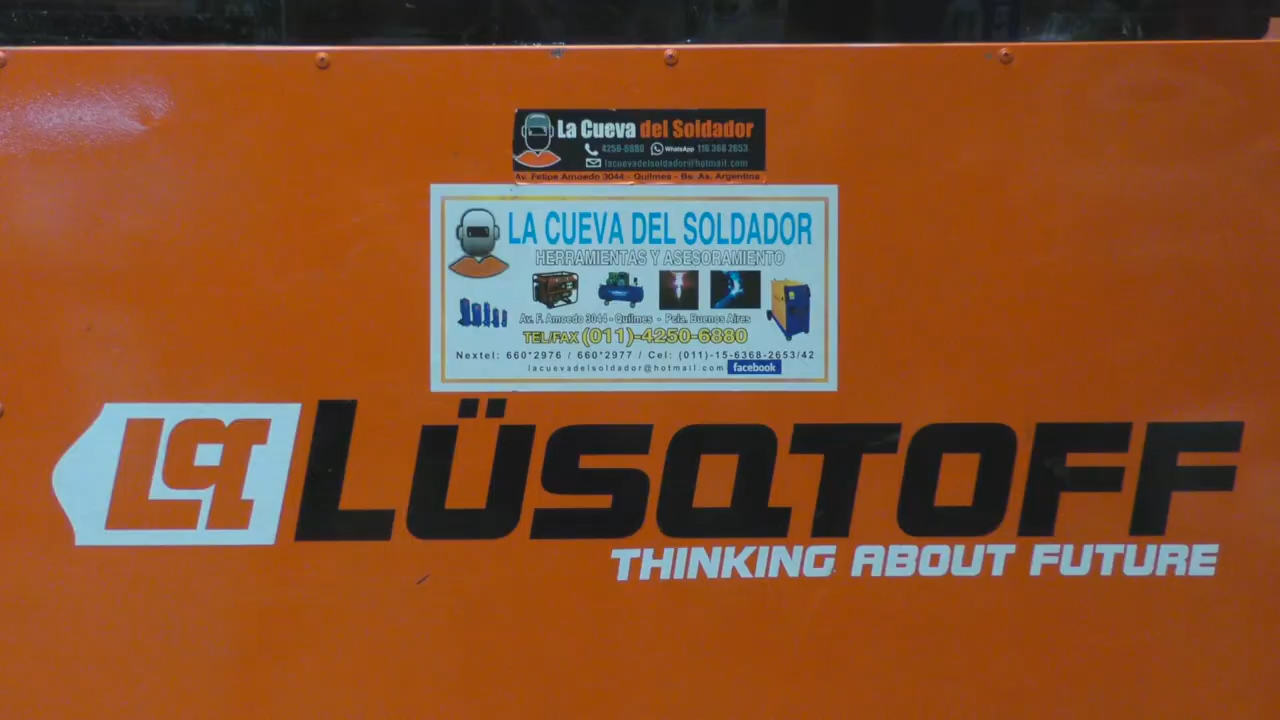 La Cueva del Soldador
4250-6880 WhatsApp 116 368 2653
lacuevadelsoldador@hotmail.com
Av. Felipe Amoedo 3044 - Quilmes - Bs. As. Argentina
LA CUEVA DEL SOLDADOR
HERRAMIENTAS Y ASESORAMIENTO
Av. F. Amoedo 3044 - Quilmes - Pcia. Buenos Aires
TEL/FAX (011)-4250-6880
Nextel: 660*2976 / 660*2977 / Cel: (011)-15-6368-2653/42
lacuevadelsoldador@hotmail.com facebook
LQ LÜSQTOFF
THINKING ABOUT FUTURE